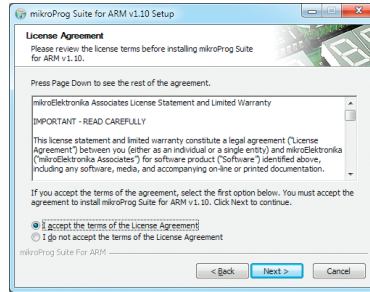 mikroProg Suite for ARM v1.10 Setup
License Agreement
Please review the license terms before installing mikroProg Suite
for ARM v1.10.
Press Page Down to see the rest of the agreement.
mikroElektronika Associates License Statement and Limited Warranty
IMPORTANT - READ CAREFULLY
This license statement and limited warranty constitute a legal agreement ("License
Agreement") between you (either as an individual or a single entity) and mikroElektronika
("mikroElektronika Associates") for software product ("Software") identified above,
including any software, media, and accompanying on-line or printed documentation.
If you accept the terms of the agreement, select the first option below. You must accept the
agreement to install mikroProg Suite for ARM v1.10. Click Next to continue.
I accept the terms of the License Agreement
I do not accept the terms of the License Agreement
mikroProg Suite For ARM
< Back Next > Cancel